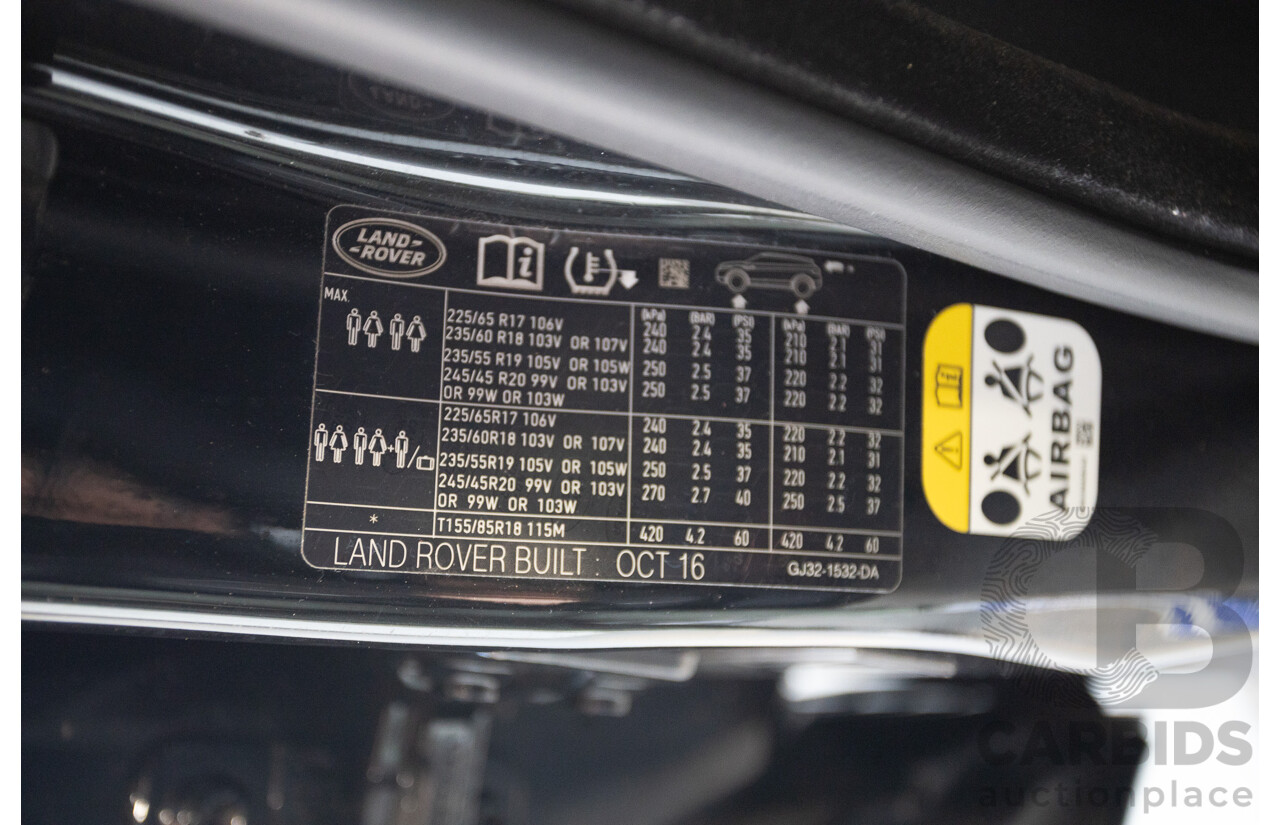 LAND-
-ROVER
MAX.
(kPa) (BAR) (PSI) (kPa) (BAR) (PSI)
225/65 R17 106V 240 2.4 35 210 2.1 31
235/60 R18 103V OR 107V 240 2.4 35 210 2.1 31
235/55 R19 105V OR 105W 250 2.5 37 220 2.2 32
245/45 R20 99V OR 103V 250 2.5 37 220 2.2 32
OR 99W OR 103W
225/65R17 106V 240 2.4 35 220 2.2 32
235/60R18 103V OR 107V 240 2.4 35 210 2.1 31
235/55R19 105V OR 105W 250 2.5 37 220 2.2 32
245/45R20 99V OR 103V 270 2.7 40 250 2.5 37
OR 99W OR 103W
* T155/85R18 115M 420 4.2 60 420 4.2 60
LAND ROVER BUILT : OCT 16 GJ32-1532-DA
AIRBAG
CB
CARBIDS
auctionplace